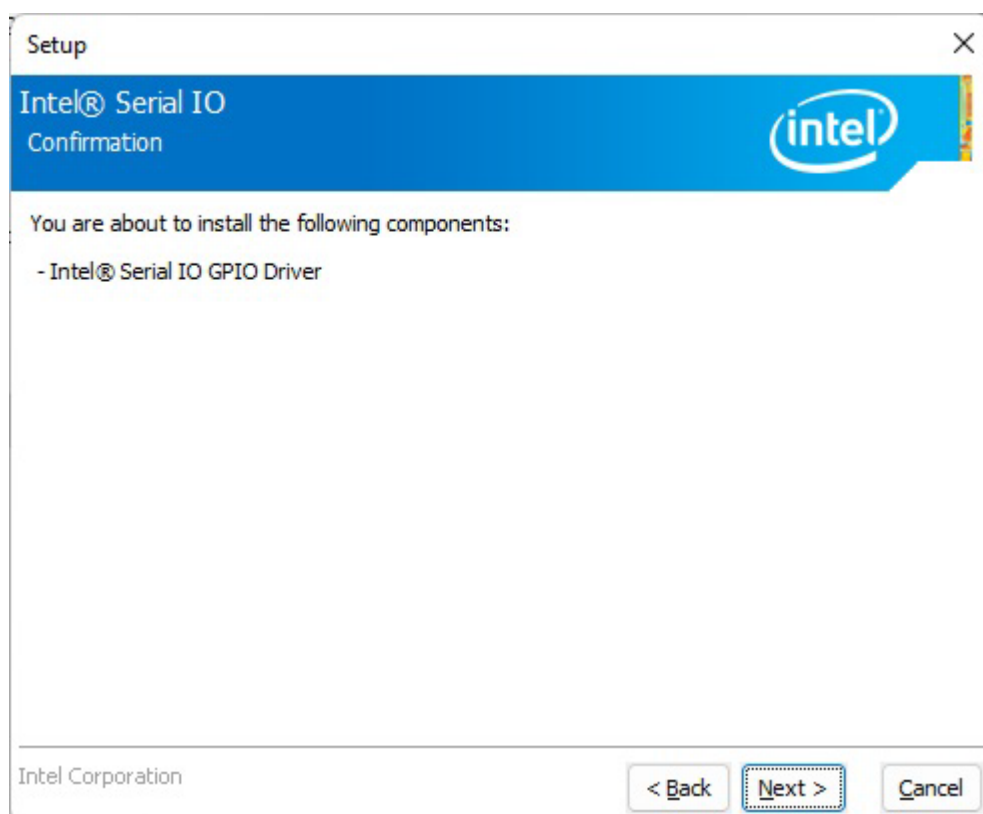 Setup
Intel® Serial IO
Confirmation
intel
You are about to install the following components:
- Intel® Serial IO GPIO Driver
Intel Corporation
< Back Next > Cancel